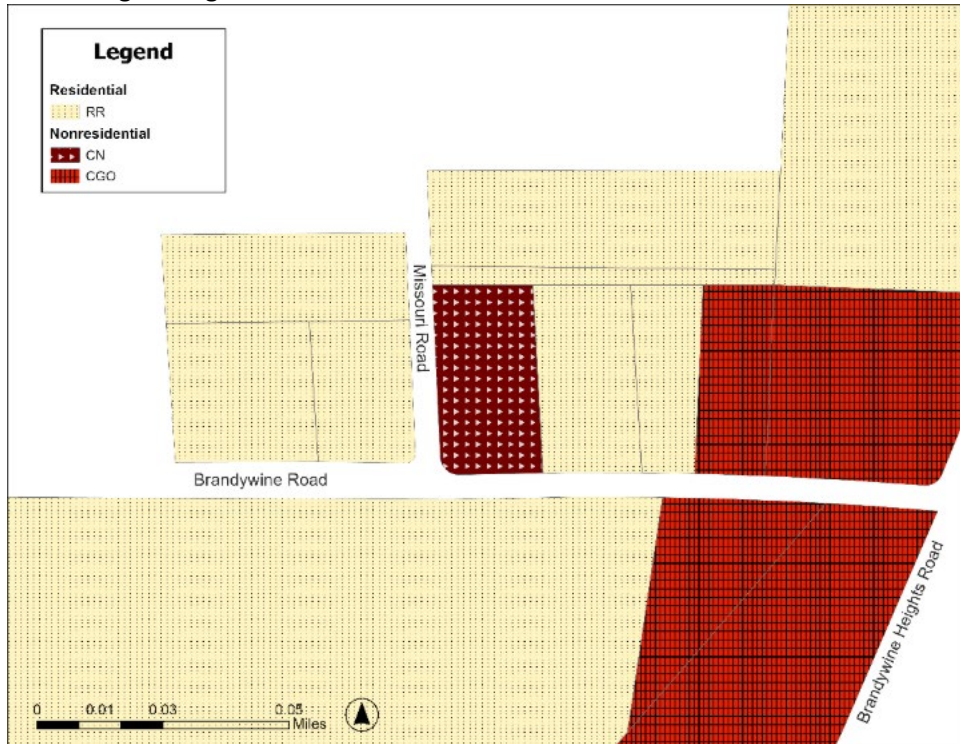 Legend
Residential
RR
Nonresidential
CN
CGO
Missouri Road
Brandywine Road
Brandywine Heights Road
0 0.01 0.03 0.05
Miles